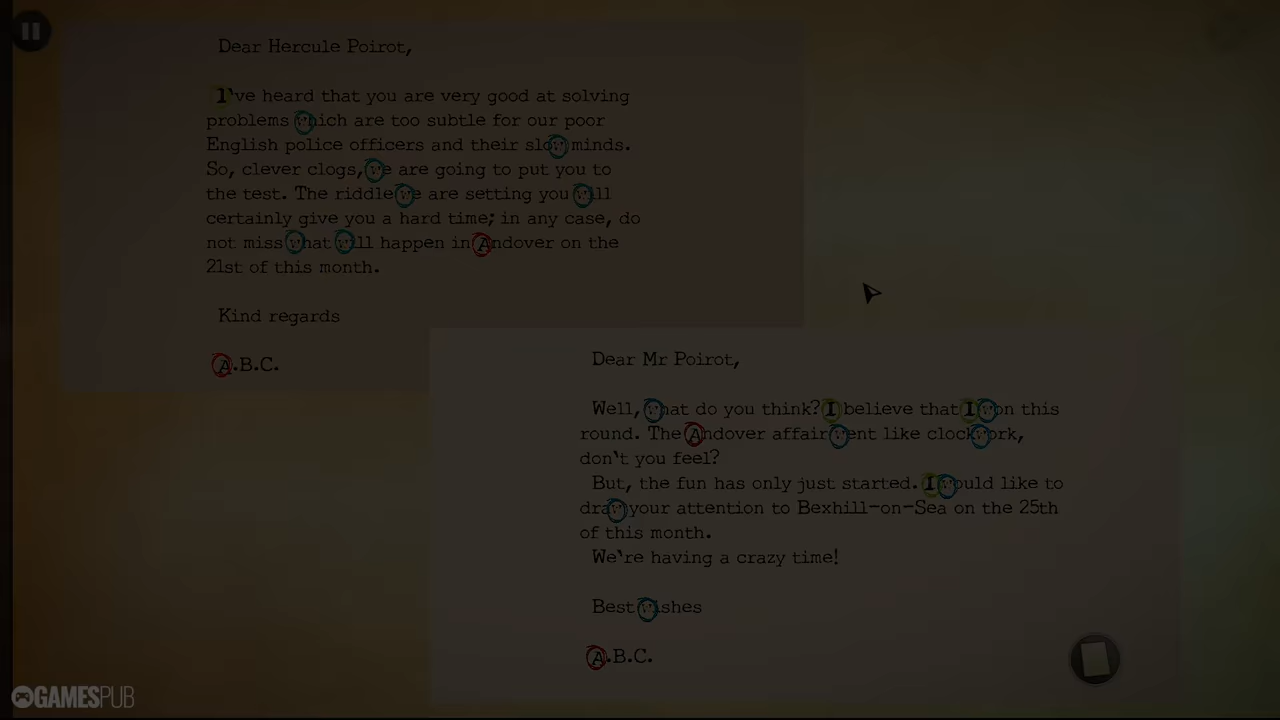 Dear Hercule Poirot,
I've heard that you are very good at solving
problems which are too subtle for our poor
English police officers and their slow minds.
So, clever clogs, we are going to put you to
the test. The riddle we are setting you will
certainly give you a hard time; in any case, do
not miss what will happen in Andover on the
21st of this month.
Kind regards
A.B.C.
Dear Mr Poirot,
Well, what do you think? I believe that I won this
round. The Andover affair went like clockwork,
don't you feel?
But, the fun has only just started. I would like to
draw your attention to Bexhill-on-Sea on the 25th
of this month.
We're having a crazy time!
Best wishes
A.B.C.
GAMESPUB